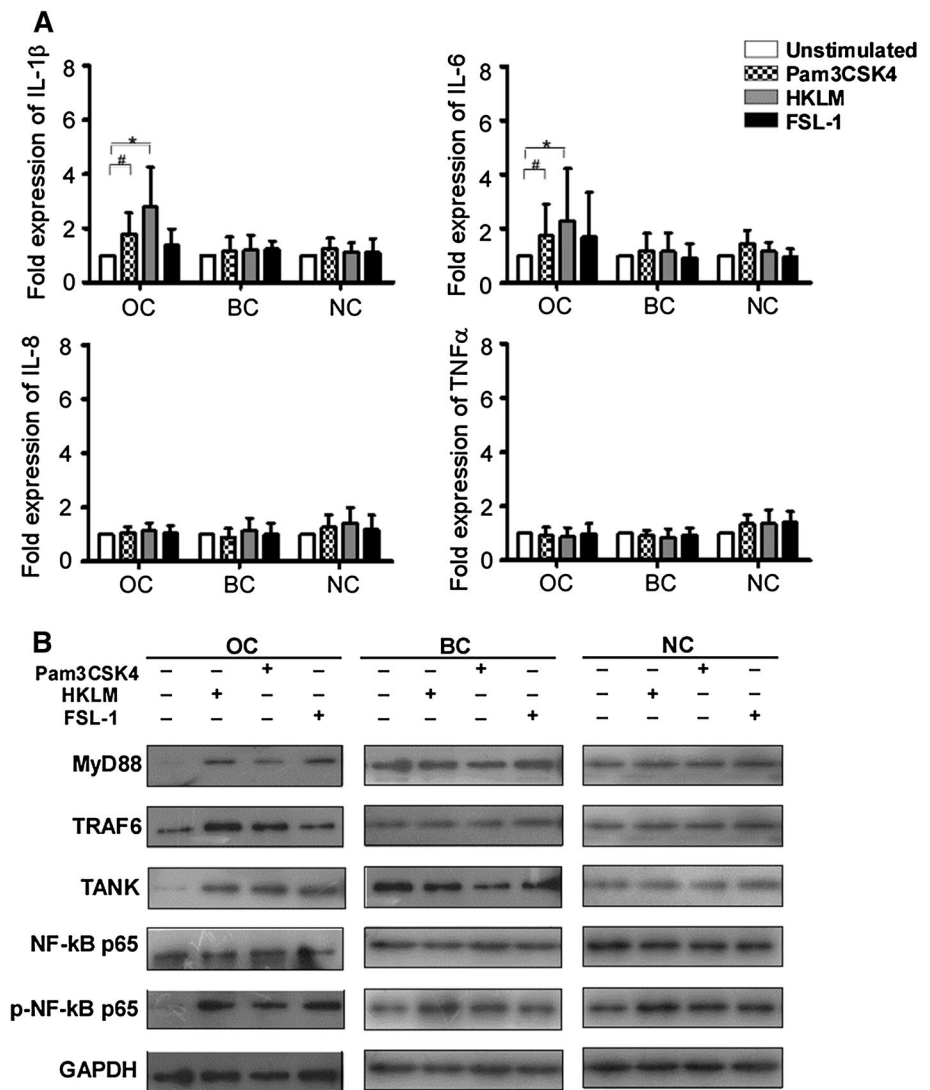 A
Fold expression of IL-1β
8
6
4
2
0
*
#
OC BC NC
Fold expression of IL-6
8
6
4
2
0
*
#
OC BC NC
Unstimulated
Pam3CSK4
HKLM
FSL-1
Fold expression of IL-8
8
6
4
2
0
OC BC NC
Fold expression of TNFα
8
6
4
2
0
OC BC NC
B
OC BC NC
Pam3CSK4 – – + – – – + – – – + –
HKLM – + – – – + – – – + – –
FSL-1 – – – + – – – + – – – +
MyD88
TRAF6
TANK
NF-kB p65
p-NF-kB p65
GAPDH